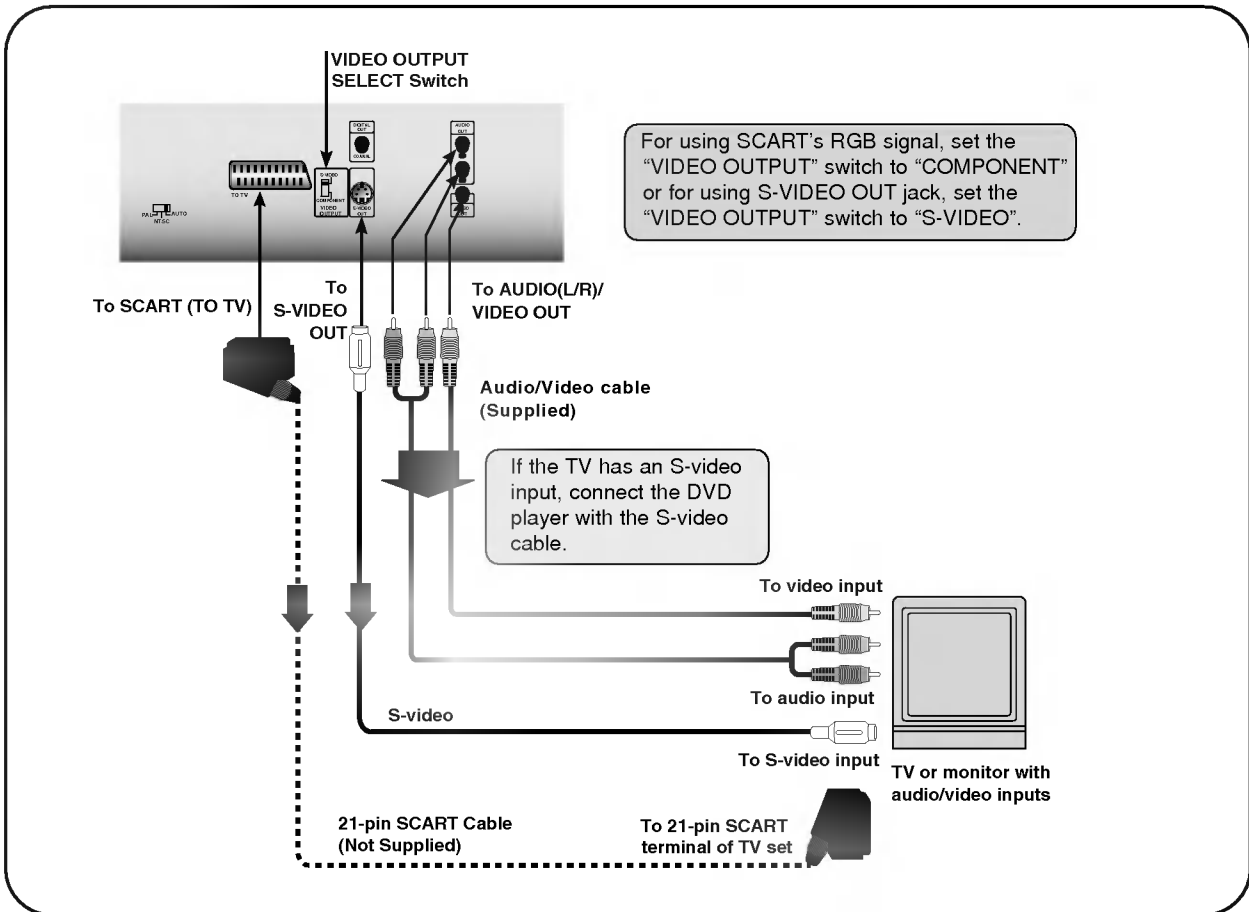 VIDEO OUTPUT
SELECT Switch
DIGITAL
OUT
COAXIAL
AUDIO
OUT
TO TV
S-VIDEO
COMPONENT
VIDEO
OUTPUT
S-VIDEO
OUT
OUT
PAL
AUTO
NTSC
For using SCART's RGB signal, set the
“VIDEO OUTPUT” switch to “COMPONENT”
or for using S-VIDEO OUT jack, set the
“VIDEO OUTPUT” switch to “S-VIDEO”.
To SCART (TO TV)
To
S-VIDEO
OUT
To AUDIO(L/R)/
VIDEO OUT
Audio/Video cable
(Supplied)
If the TV has an S-video
input, connect the DVD
player with the S-video
cable.
To video input
To audio input
S-video
To S-video input
TV or monitor with
audio/video inputs
21-pin SCART Cable
(Not Supplied)
To 21-pin SCART
terminal of TV set